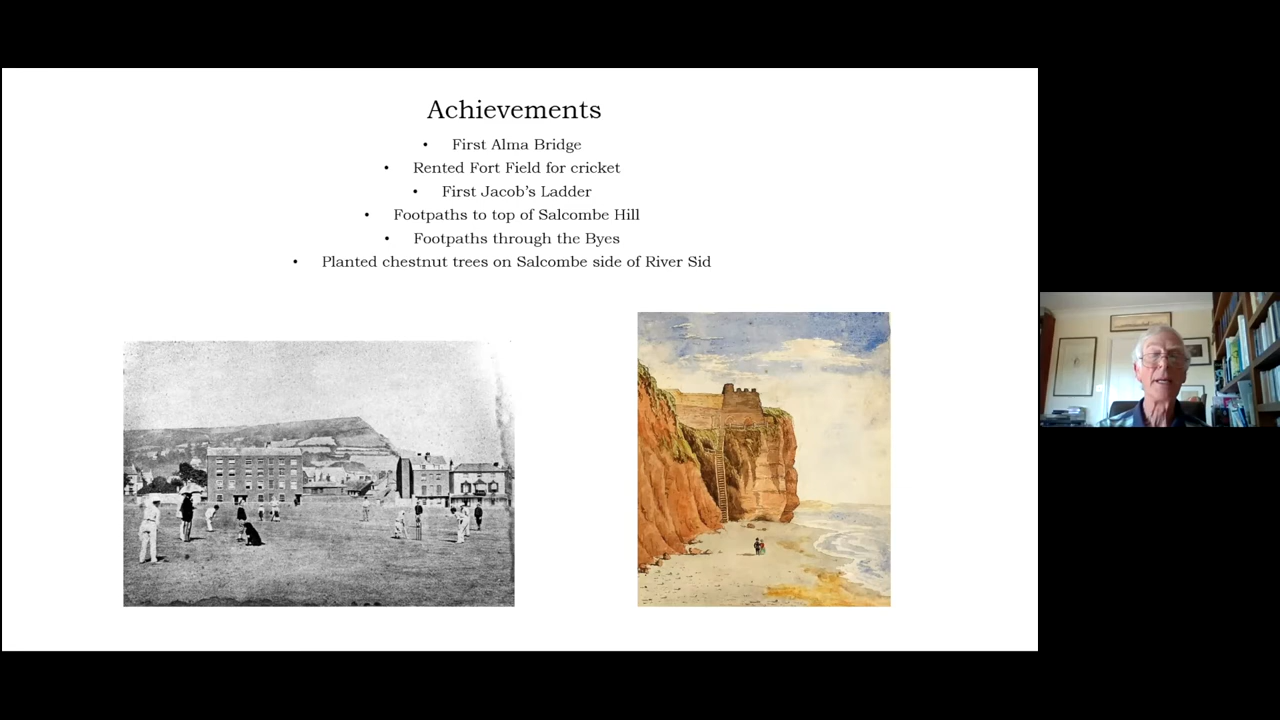 Achievements
• First Alma Bridge
• Rented Fort Field for cricket
• First Jacob’s Ladder
• Footpaths to top of Salcombe Hill
• Footpaths through the Byes
• Planted chestnut trees on Salcombe side of River Sid